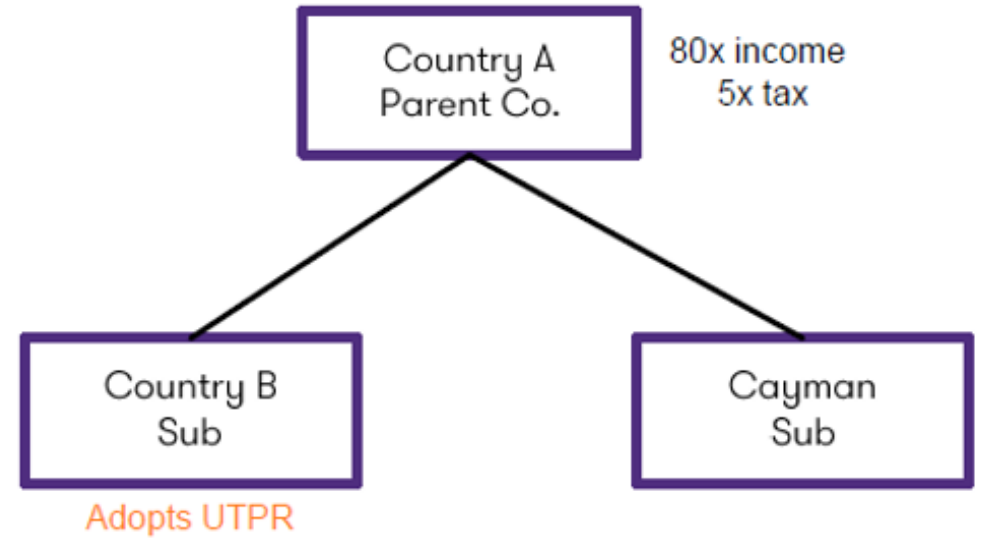 Country A
Parent Co.
80x income
5x tax
Country B
Sub
Cayman
Sub
Adopts UTPR